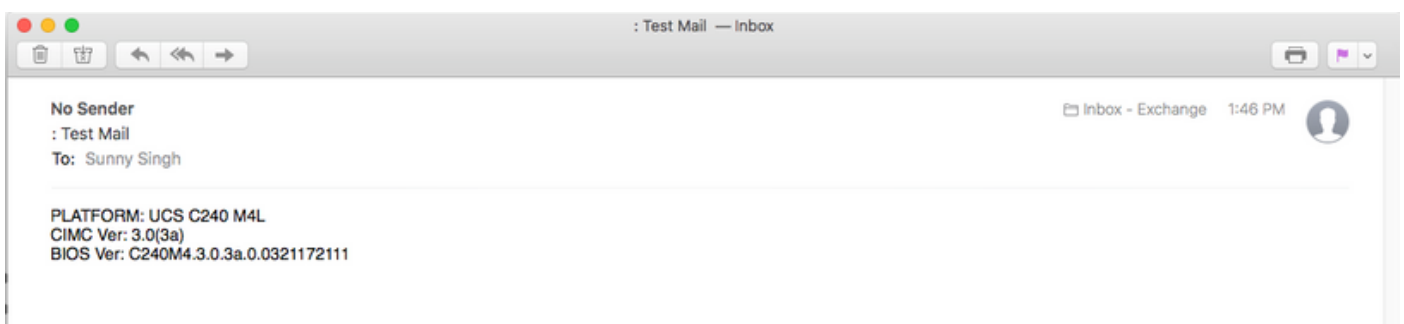 : Test Mail — Inbox
No Sender
Inbox - Exchange 1:46 PM
: Test Mail
To: Sunny Singh
PLATFORM: UCS C240 M4L
CIMC Ver: 3.0(3a)
BIOS Ver: C240M4.3.0.3a.0.0321172111